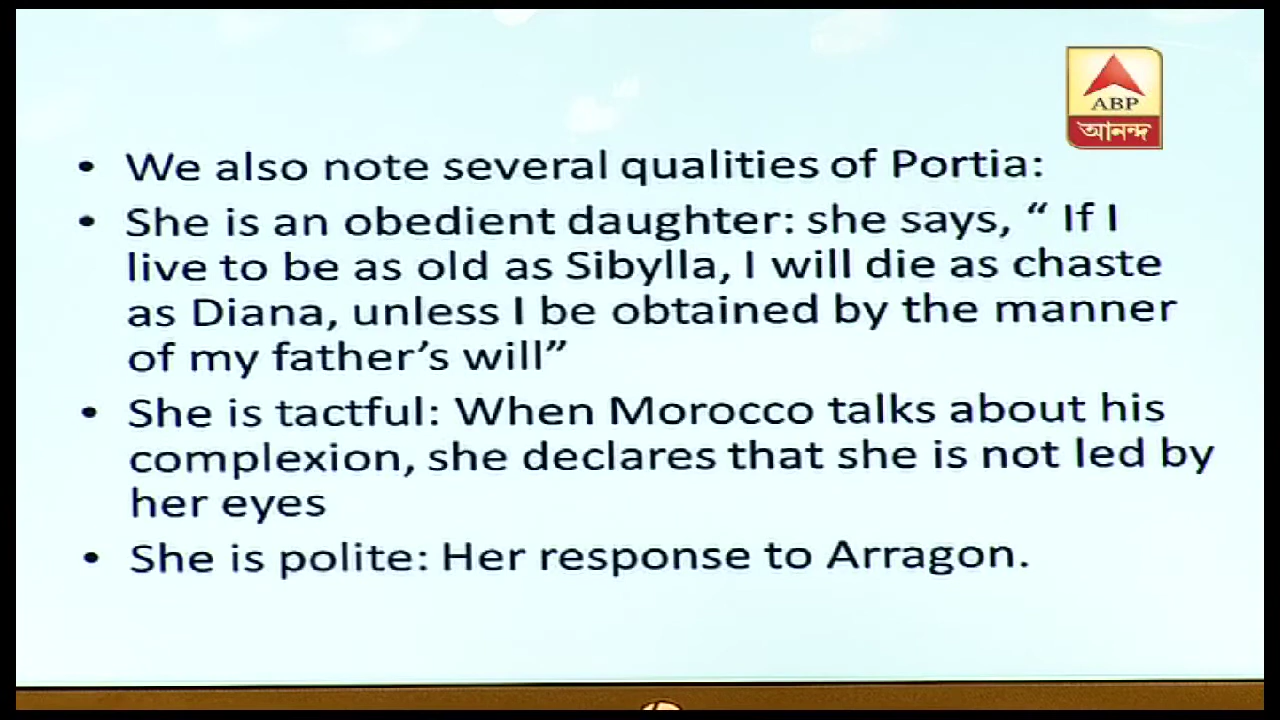 ABP
আনন্দ
• We also note several qualities of Portia:
• She is an obedient daughter: she says, “ If I
live to be as old as Sibylla, I will die as chaste
as Diana, unless I be obtained by the manner
of my father’s will”
• She is tactful: When Morocco talks about his
complexion, she declares that she is not led by
her eyes
• She is polite: Her response to Arragon.